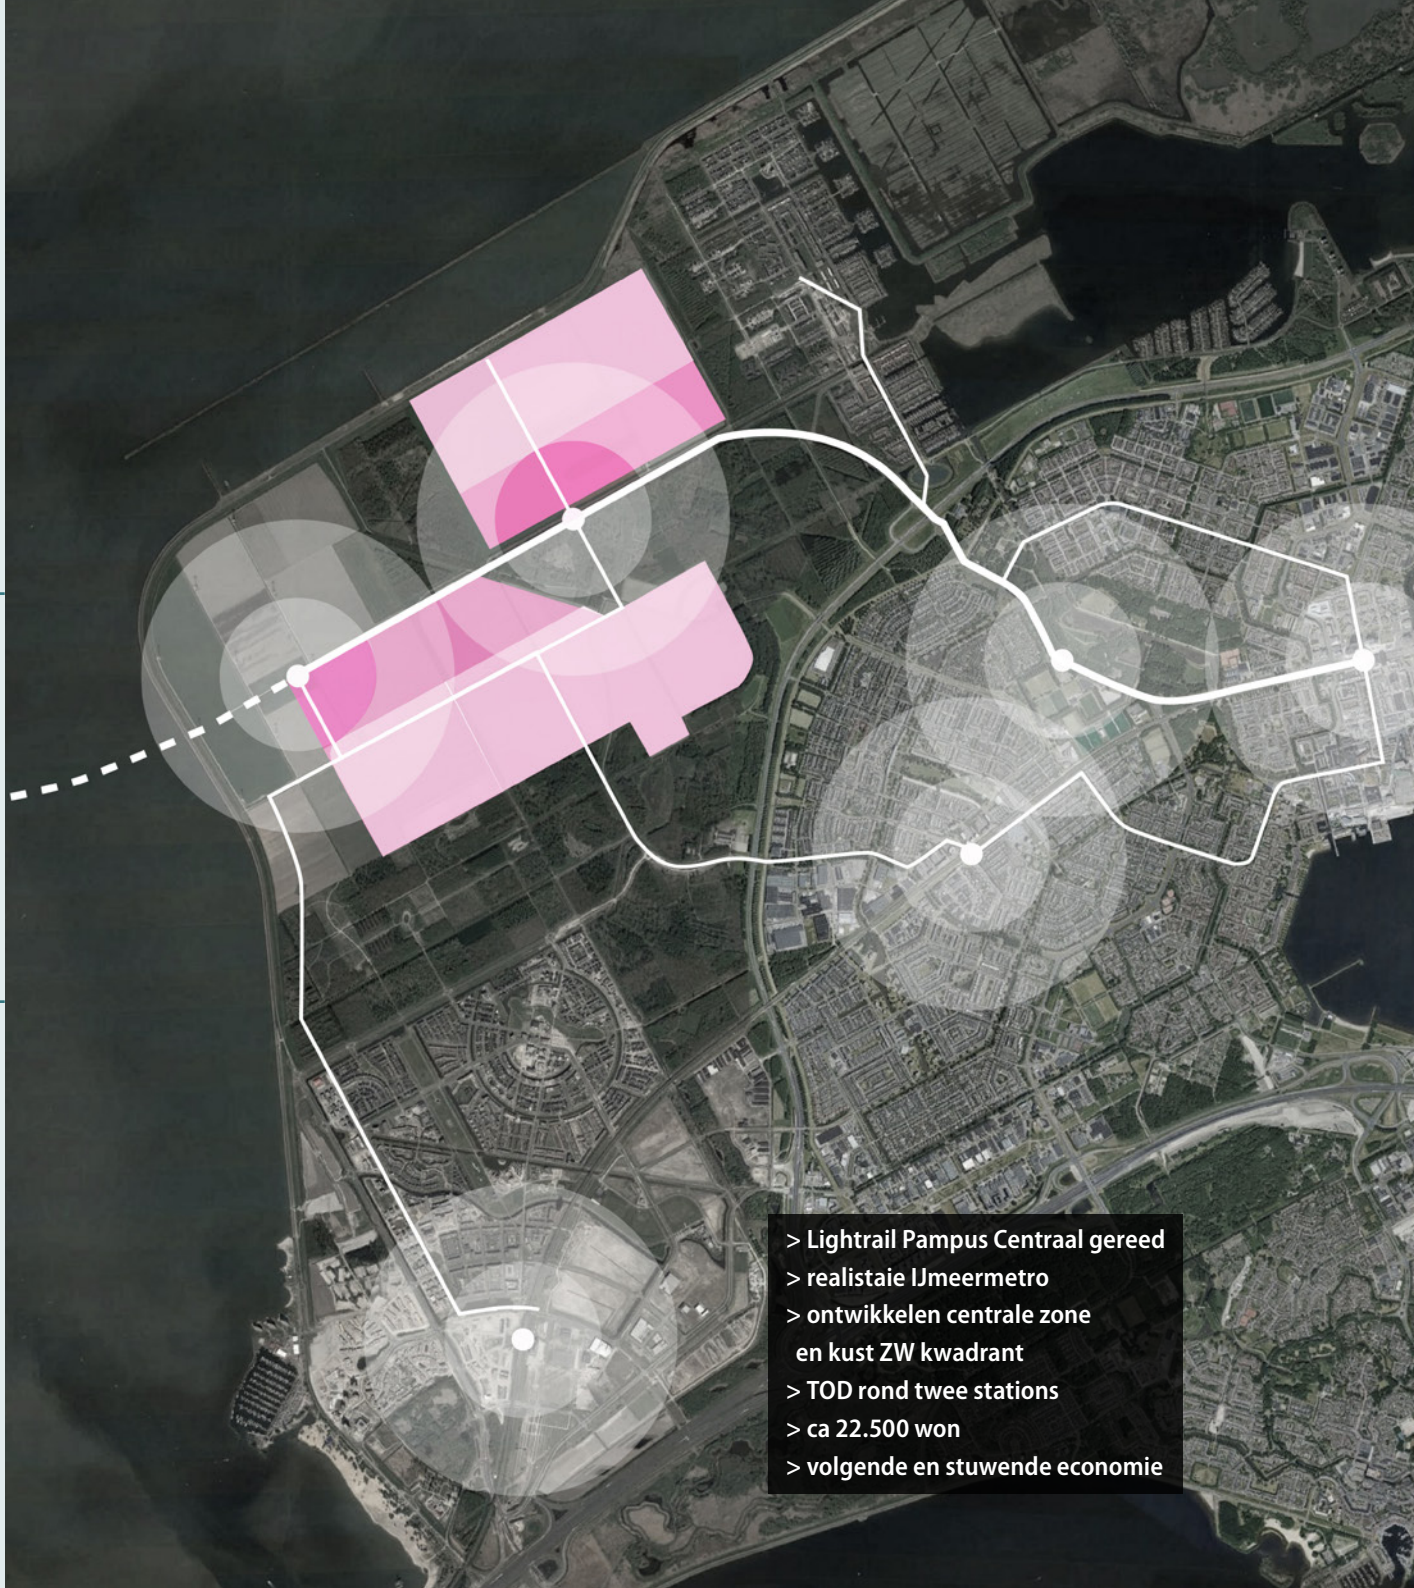 > Lightrail Pampus Centraal gereed
> realistaie IJmeermetro
> ontwikkelen centrale zone
en kust ZW kwadrant
> TOD rond twee stations
> ca 22.500 won
> volgende en stuwende economie